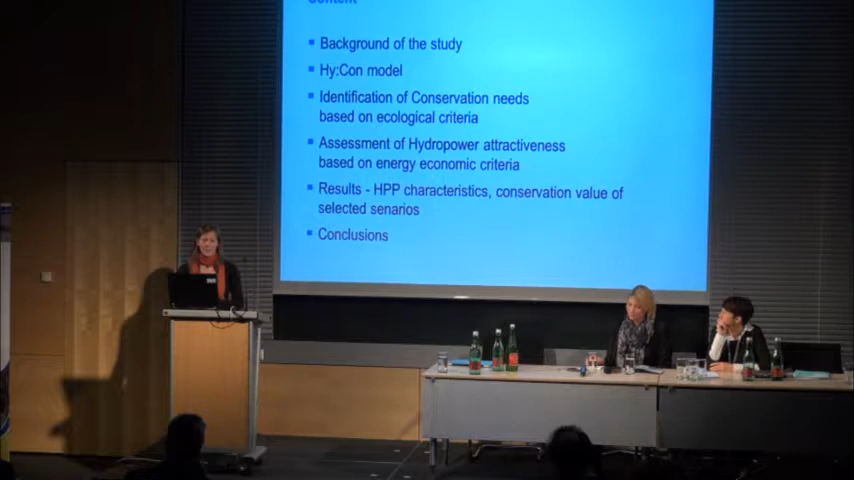 Content
Background of the study
Hy:Con model
Identification of Conservation needs
based on ecological criteria
Assessment of Hydropower attractiveness
based on energy economic criteria
Results - HPP characteristics, conservation value of
selected senarios
Conclusions